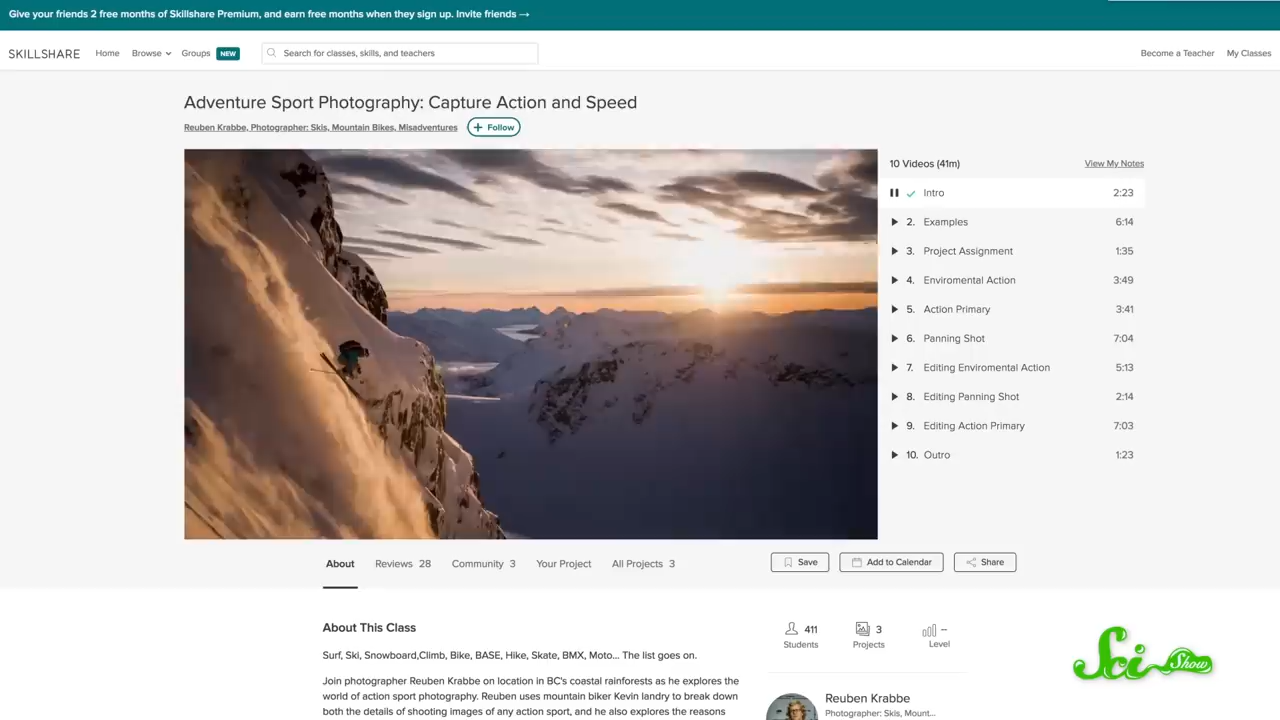 Give your friends 2 free months of Skillshare Premium, and earn free months when they sign up. Invite friends →
SKILLSHARE Home Browse Groups NEW Search for classes, skills, and teachers Become a Teacher My Classes
Adventure Sport Photography: Capture Action and Speed
Reuben Krabbe, Photographer: Skis, Mountain Bikes, Misadventures + Follow
10 Videos (41m) View My Notes
Intro 2:23
2. Examples 6:14
3. Project Assignment 1:35
4. Enviromental Action 3:49
5. Action Primary 3:41
6. Panning Shot 7:04
7. Editing Enviromental Action 5:13
8. Editing Panning Shot 2:14
9. Editing Action Primary 7:03
10. Outro 1:23
About Reviews 28 Community 3 Your Project All Projects 3 Save Add to Calendar Share
About This Class
Surf, Ski, Snowboard,Climb, Bike, BASE, Hike, Skate, BMX, Moto... The list goes on.
Join photographer Reuben Krabbe on location in BC's coastal rainforests as he explores the
world of action sport photography. Reuben uses mountain biker Kevin landry to break down
both the details of shooting images of any action sport, and he also explores the reasons
411 3 --
Students Projects Level
Reuben Krabbe
Photographer: Skis, Mount...
Sci Show